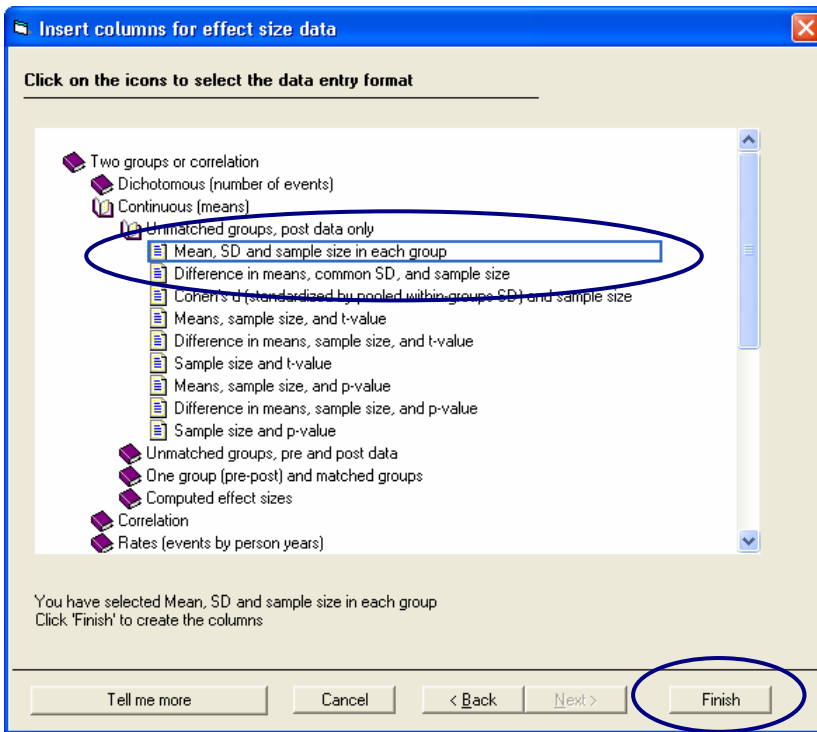 Insert columns for effect size data
Click on the icons to select the data entry format
Two groups or correlation
Dichotomous (number of events)
Continuous (means)
Unmatched groups, post data only
Mean, SD and sample size in each group
Difference in means, common SD, and sample size
Cohen's d (standardized by pooled within-groups SD) and sample size
Means, sample size, and t-value
Difference in means, sample size, and t-value
Sample size and t-value
Means, sample size, and p-value
Difference in means, sample size, and p-value
Sample size and p-value
Unmatched groups, pre and post data
One group (pre-post) and matched groups
Computed effect sizes
Correlation
Rates (events by person years)
You have selected Mean, SD and sample size in each group
Click 'Finish' to create the columns
Tell me more Cancel < Back Next > Finish